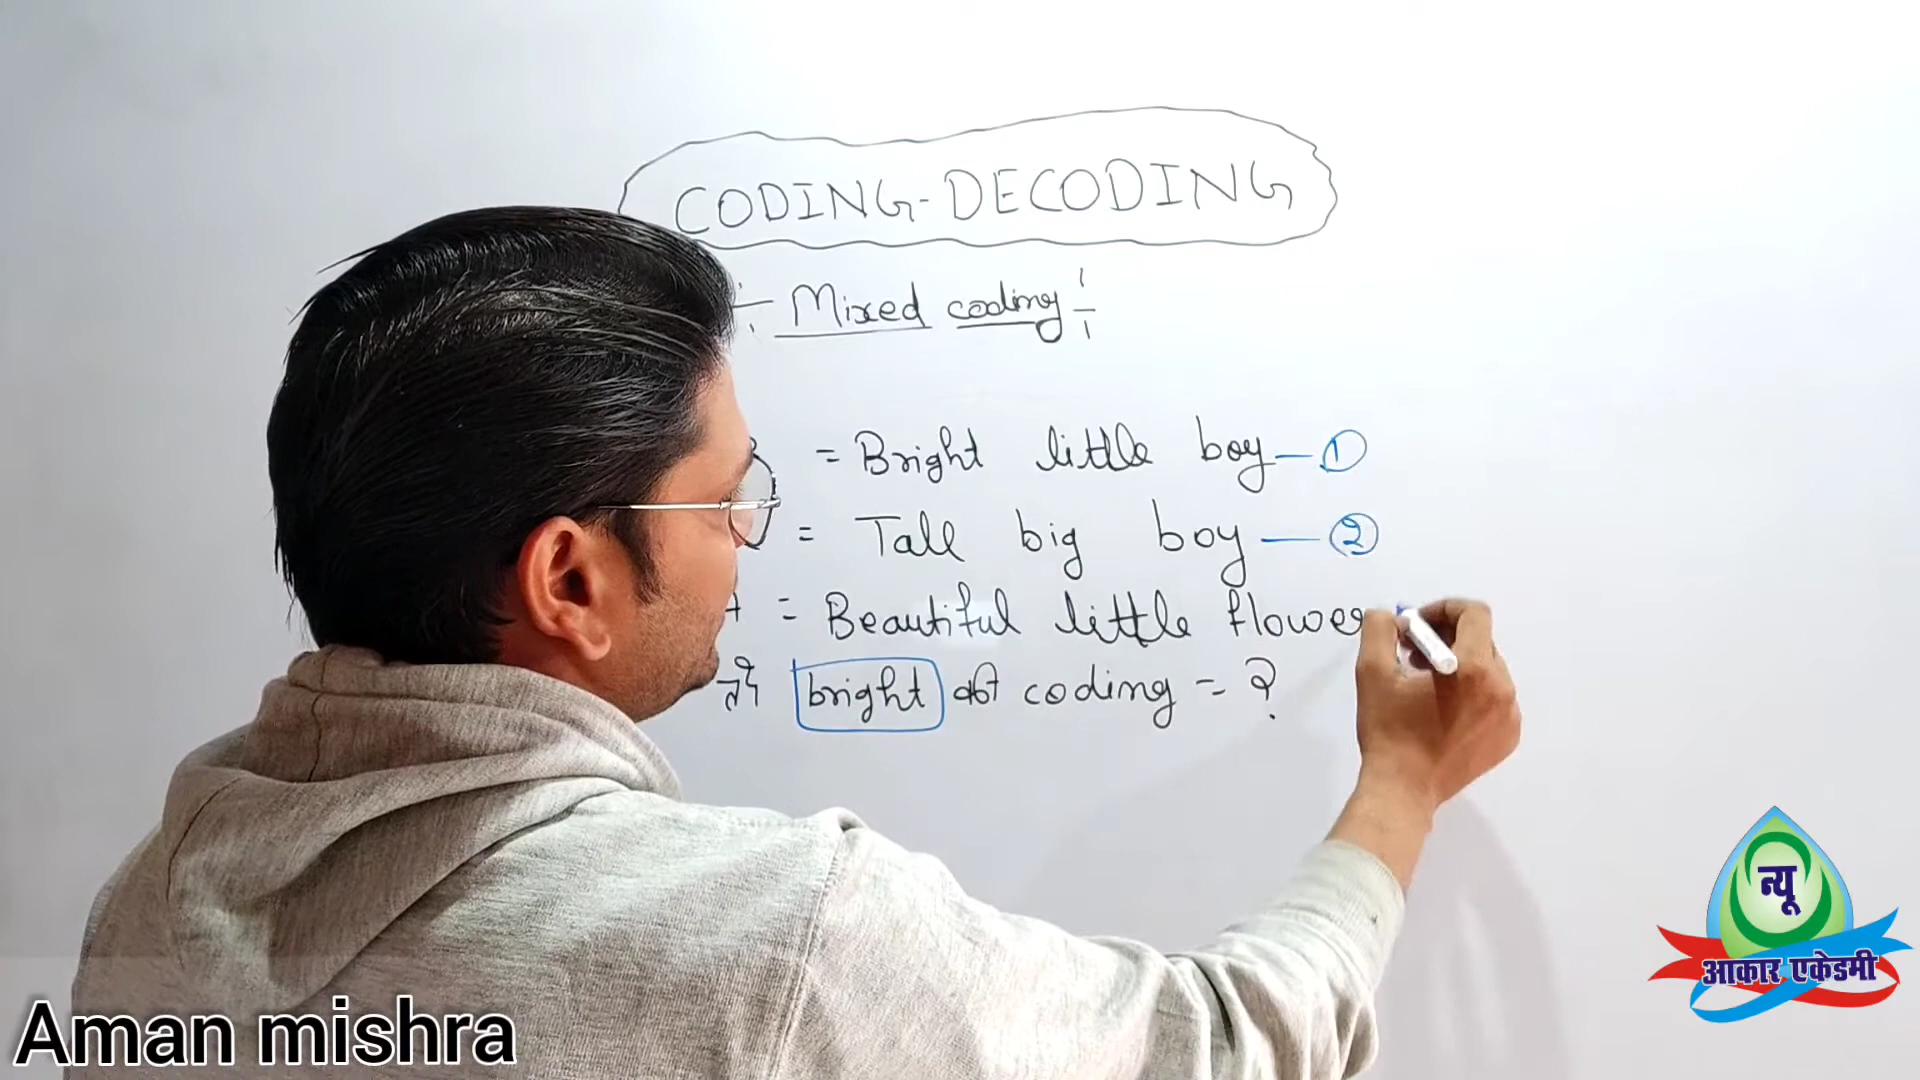 CODING-DECODING
Mixed coding
= Bright little boy — ①
= Tall big boy — ②
= Beautiful little flower
bright की coding = ?
न्यू
आकार एकेडमी
Aman mishra